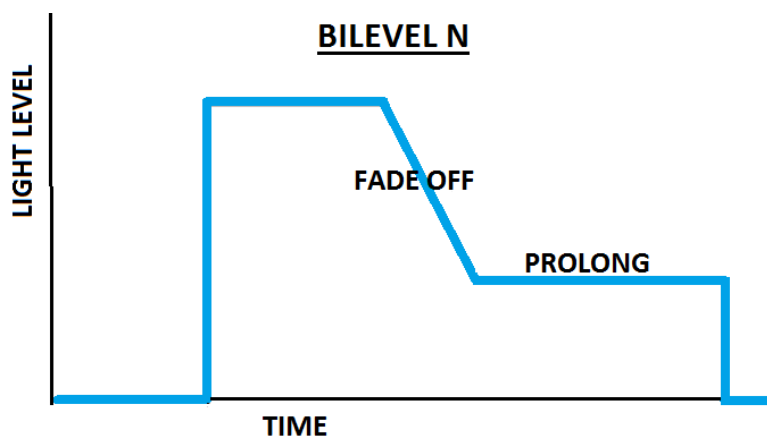 BILEVEL N
LIGHT LEVEL
FADE OFF
PROLONG
TIME